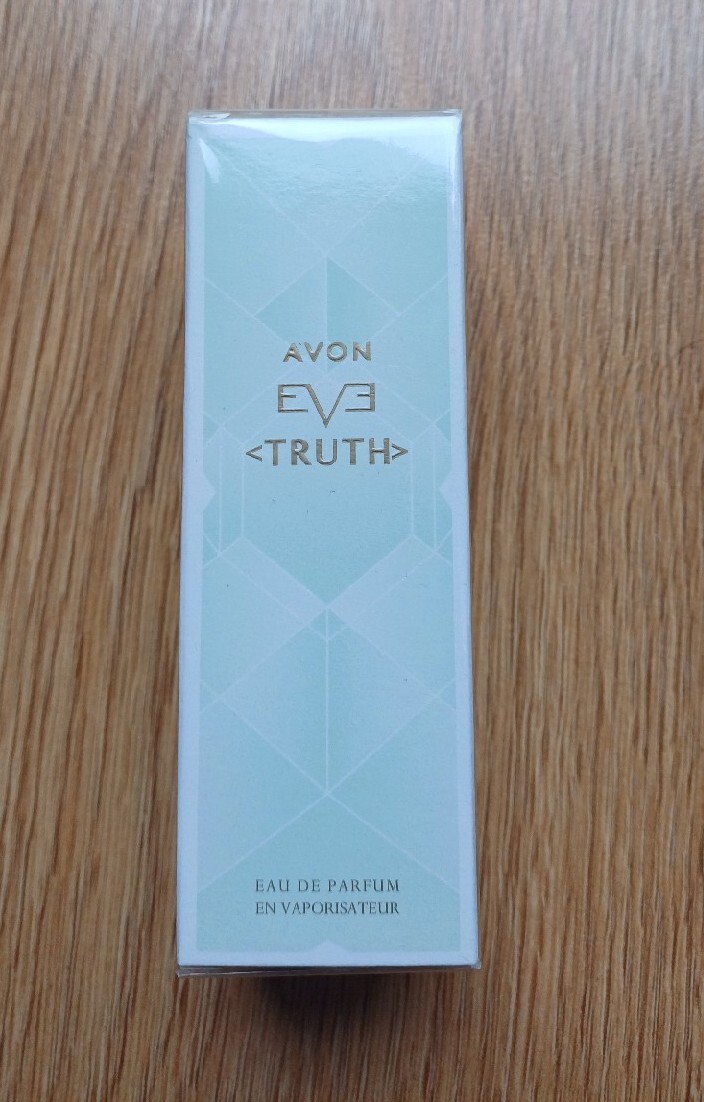 AVON
EVE
<TRUTH>
EAU DE PARFUM
EN VAPORISATEUR